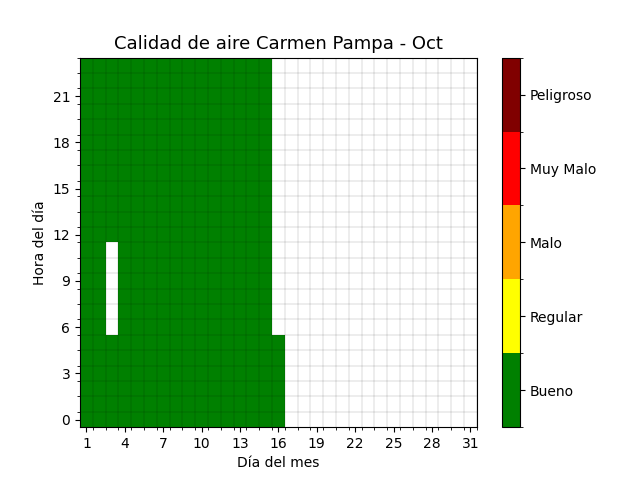 Calidad de aire Carmen Pampa - Oct
Hora del día
21
18
15
12
9
6
3
0
1 4 7 10 13 16 19 22 25 28 31
Día del mes
Peligroso
Muy Malo
Malo
Regular
Bueno